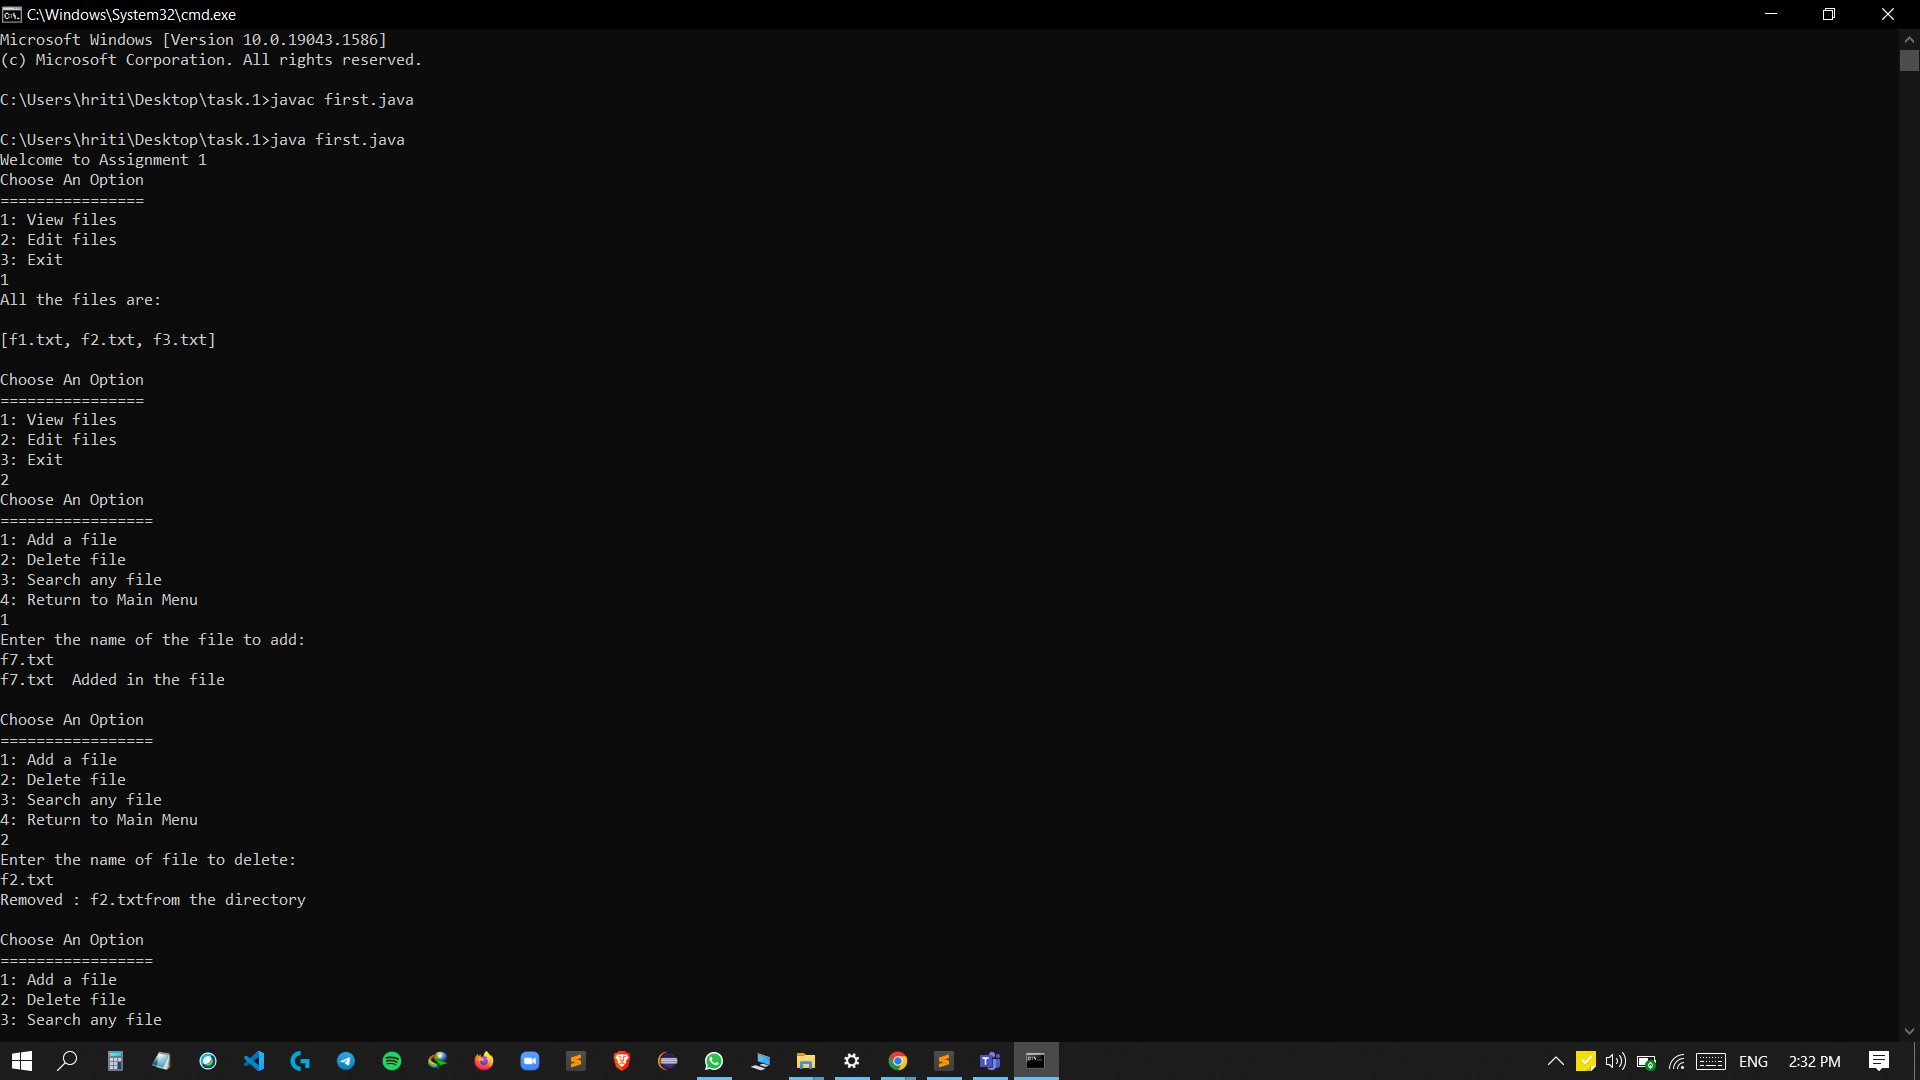 C:\Windows\System32\cmd.exe
Microsoft Windows [Version 10.0.19043.1586]
(c) Microsoft Corporation. All rights reserved.
C:\Users\hriti\Desktop\task.1>javac first.java
C:\Users\hriti\Desktop\task.1>java first.java
Welcome to Assignment 1
Choose An Option
================
1: View files
2: Edit files
3: Exit
1
All the files are:
[f1.txt, f2.txt, f3.txt]
Choose An Option
================
1: View files
2: Edit files
3: Exit
2
Choose An Option
=================
1: Add a file
2: Delete file
3: Search any file
4: Return to Main Menu
1
Enter the name of the file to add:
f7.txt
f7.txt  Added in the file
Choose An Option
=================
1: Add a file
2: Delete file
3: Search any file
4: Return to Main Menu
2
Enter the name of file to delete:
f2.txt
Removed : f2.txtfrom the directory
Choose An Option
=================
1: Add a file
2: Delete file
3: Search any file
ENG
2:32 PM